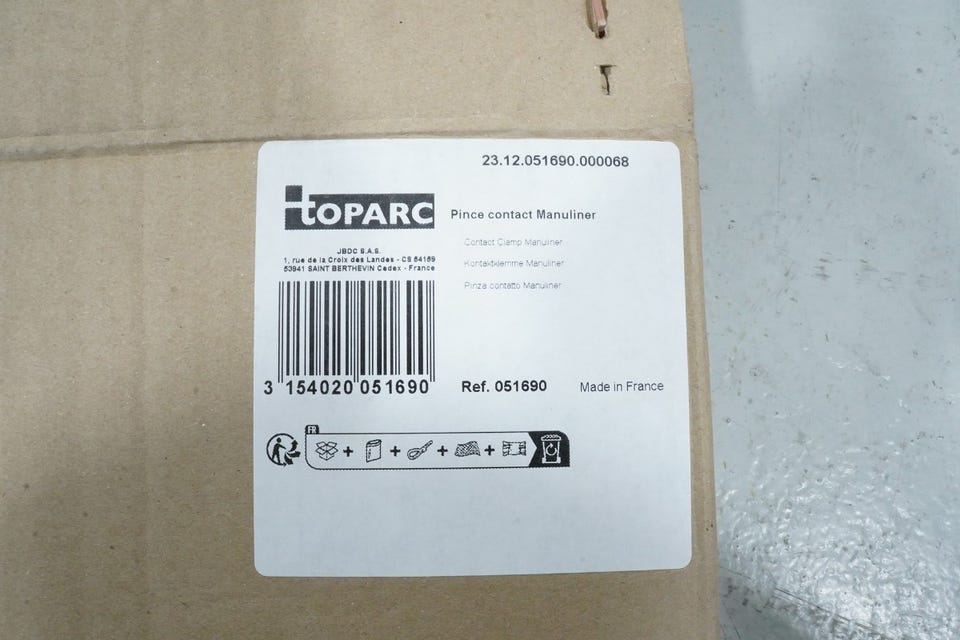 23.12.051690.000068
TOPARC
Pince contact Manuliner
Contact Clamp Manuliner
Kontaktklemme Manuliner
Pinza contatto Manuliner
JBDC S.A.S.
1, rue de la Croix des Landes - CS 54159
53941 SAINT BERTHEVIN Cedex - France
3 154020 051690
Ref. 051690
Made in France
FR
+ + + +